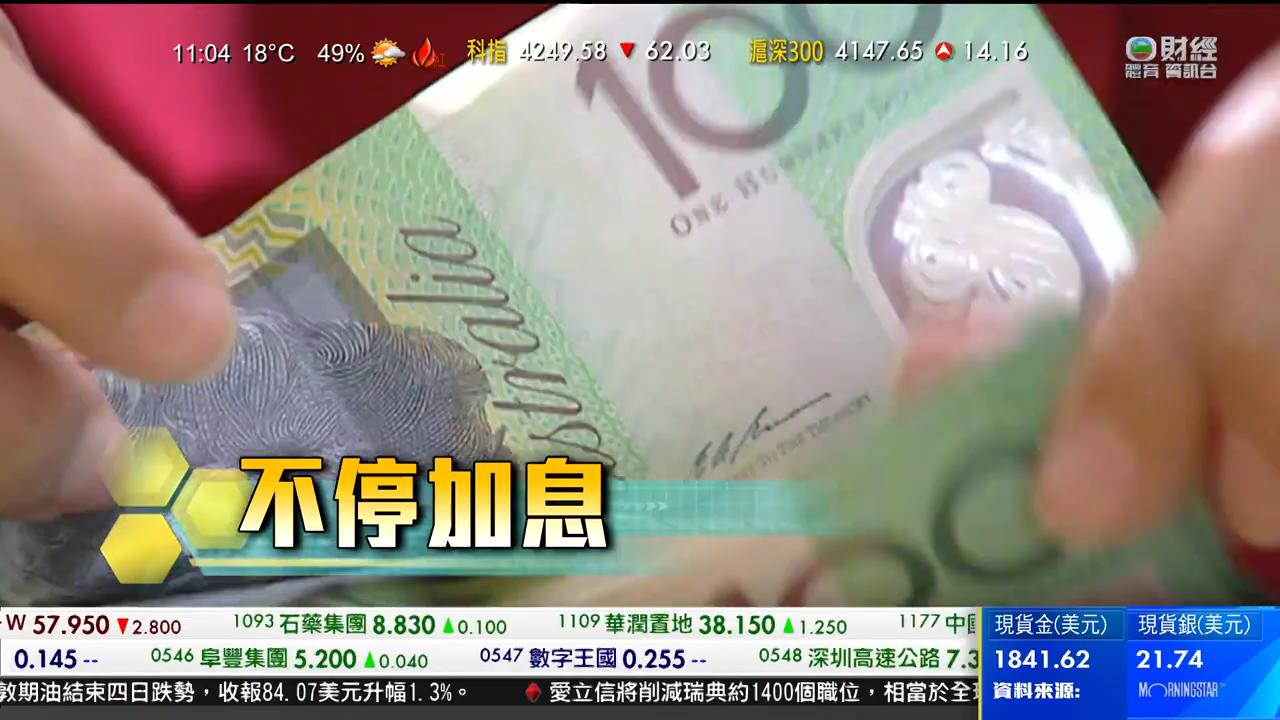 11:04 18°C 49% 紅 科指 4249.58 ▼ 62.03 滬深300 4147.65 ▲ 14.16
財經
體育 資訊台
100
ONE
Australia
不停加息
W 57.950 ▼2.800 1093 石藥集團 8.830 ▲0.100 1109 華潤置地 38.150 ▲1.250 1177 中
0.145 -- 0546 阜豐集團 5.200 ▲0.040 0547 數字王國 0.255 -- 0548 深圳高速公路 7.3
敦期油結束四日跌勢，收報84.07美元升幅1.3%。 ♦ 愛立信將削減瑞典約1400個職位，相當於全
現貨金(美元) 現貨銀(美元)
1841.62 21.74
資料來源: MORNINGSTAR